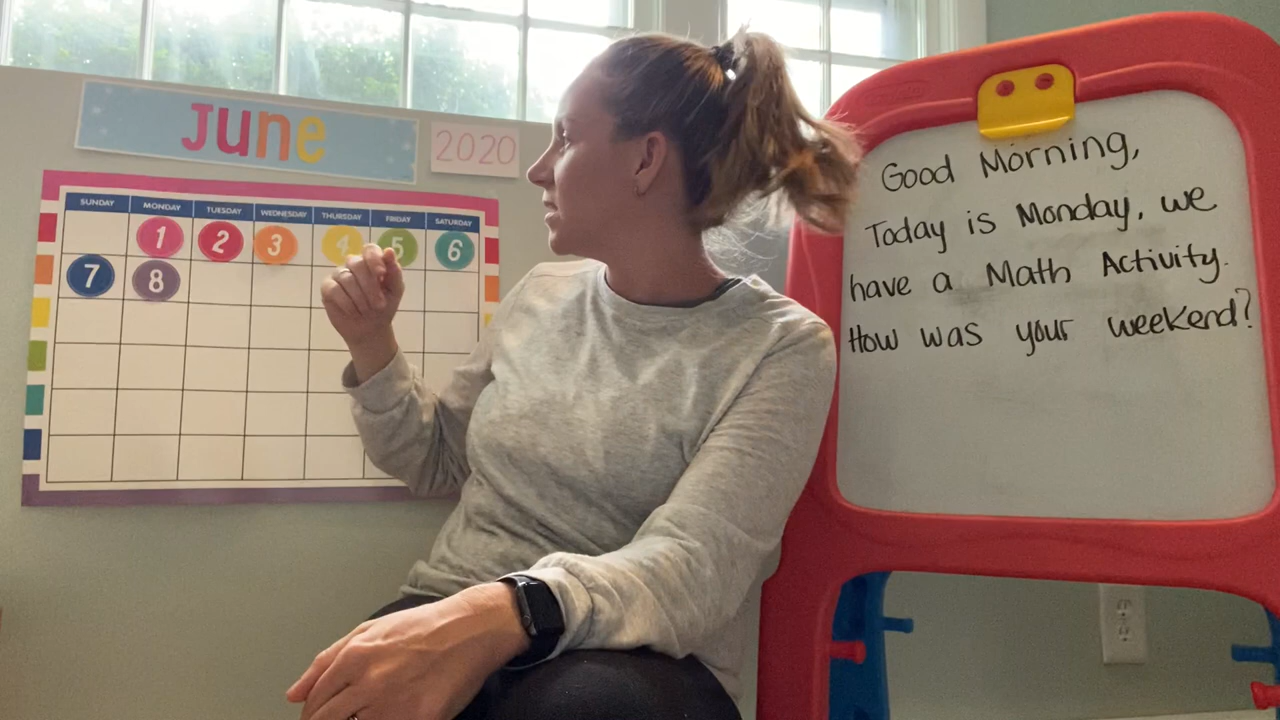 June
2020
SUNDAY MONDAY TUESDAY WEDNESDAY THURSDAY FRIDAY SATURDAY
1 2 3 4 5 6
7 8
Good Morning,
Today is Monday, we
have a Math Activity.
How was your weekend?